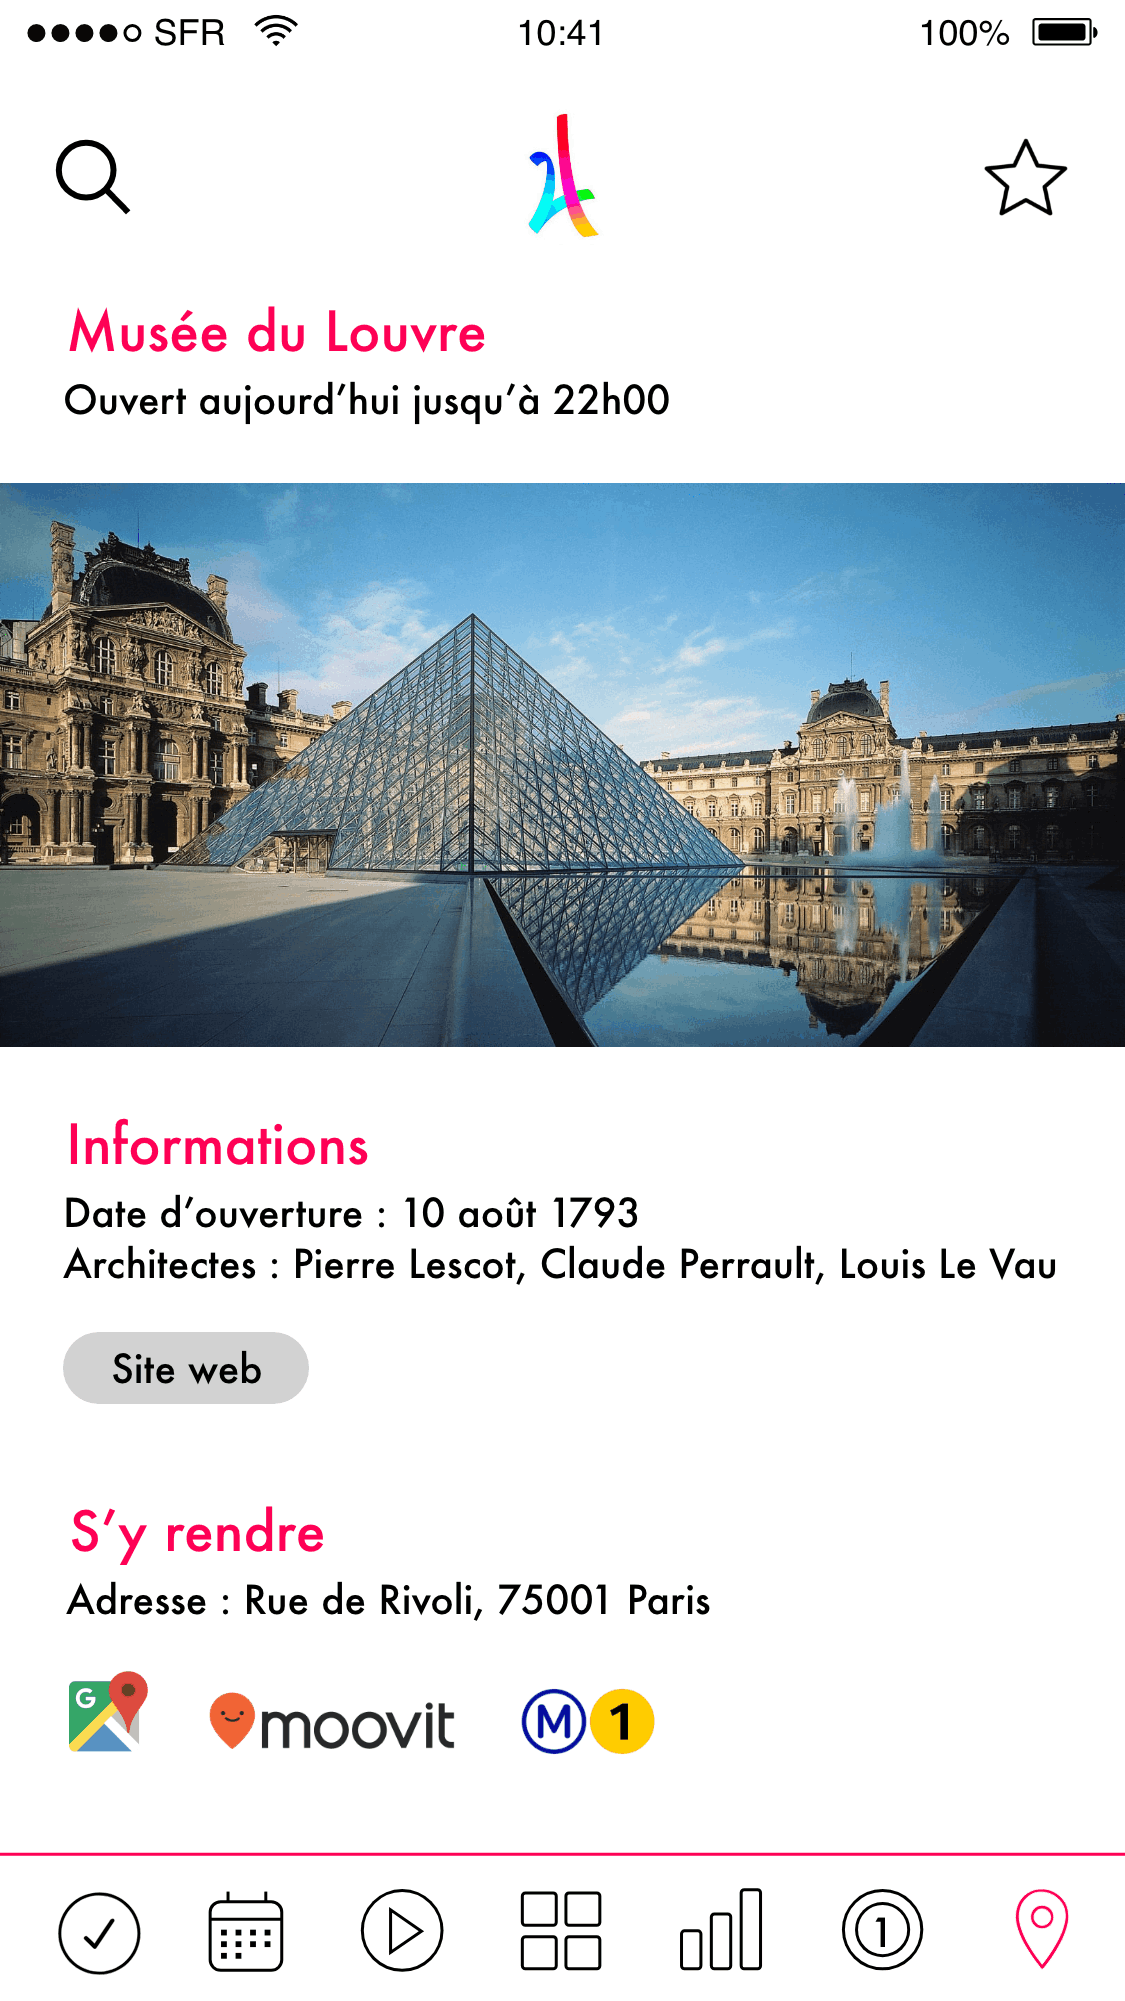 SFR 10:41 100%
Musée du Louvre
Ouvert aujourd’hui jusqu’à 22h00
Informations
Date d’ouverture : 10 août 1793
Architectes : Pierre Lescot, Claude Perrault, Louis Le Vau
Site web
S’y rendre
Adresse : Rue de Rivoli, 75001 Paris
G moovit M 1
1